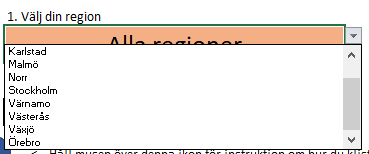 1. Välj din region
Alla regioner
Karlstad
Malmö
Norr
Stockholm
Värnamo
Västerås
Växjö
Örebro
Håll musen över denna ikon för instruktion om hur du